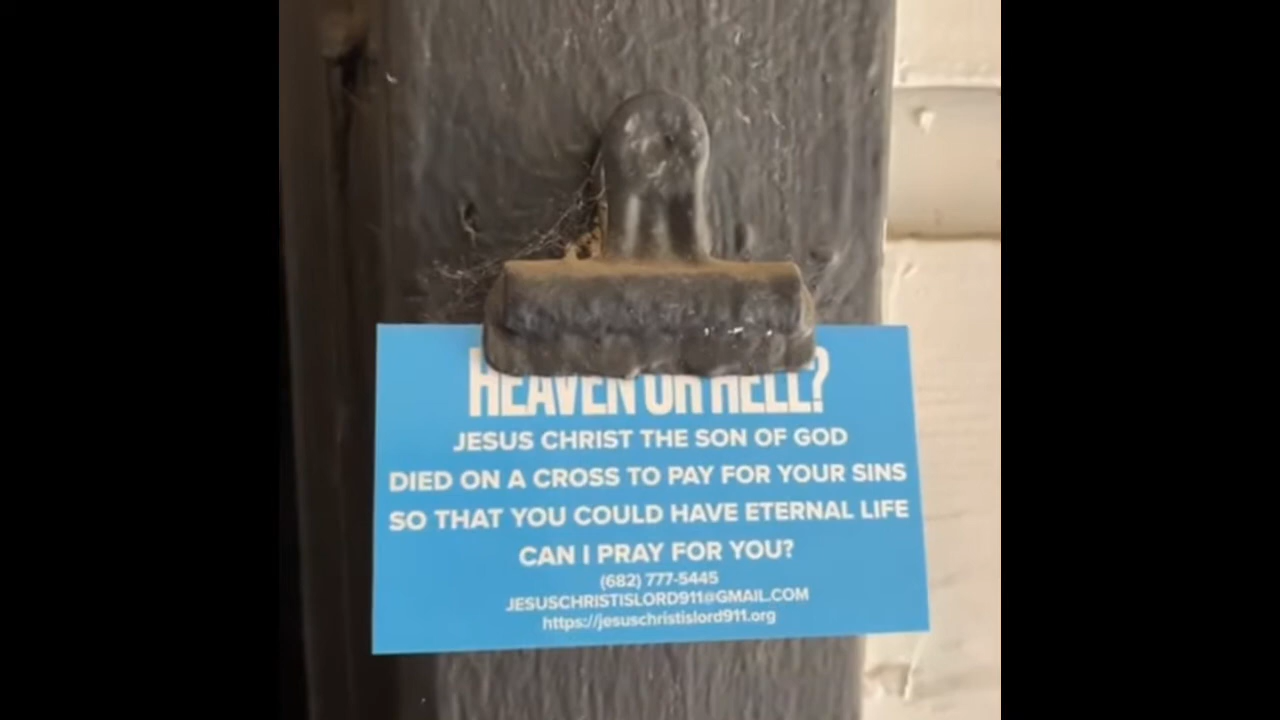 HEAVEN OR HELL?
JESUS CHRIST THE SON OF GOD
DIED ON A CROSS TO PAY FOR YOUR SINS
SO THAT YOU COULD HAVE ETERNAL LIFE
CAN I PRAY FOR YOU?
(682) 777-5445
JESUSCHRISTISLORD911@GMAIL.COM
https://jesuschristislord911.org